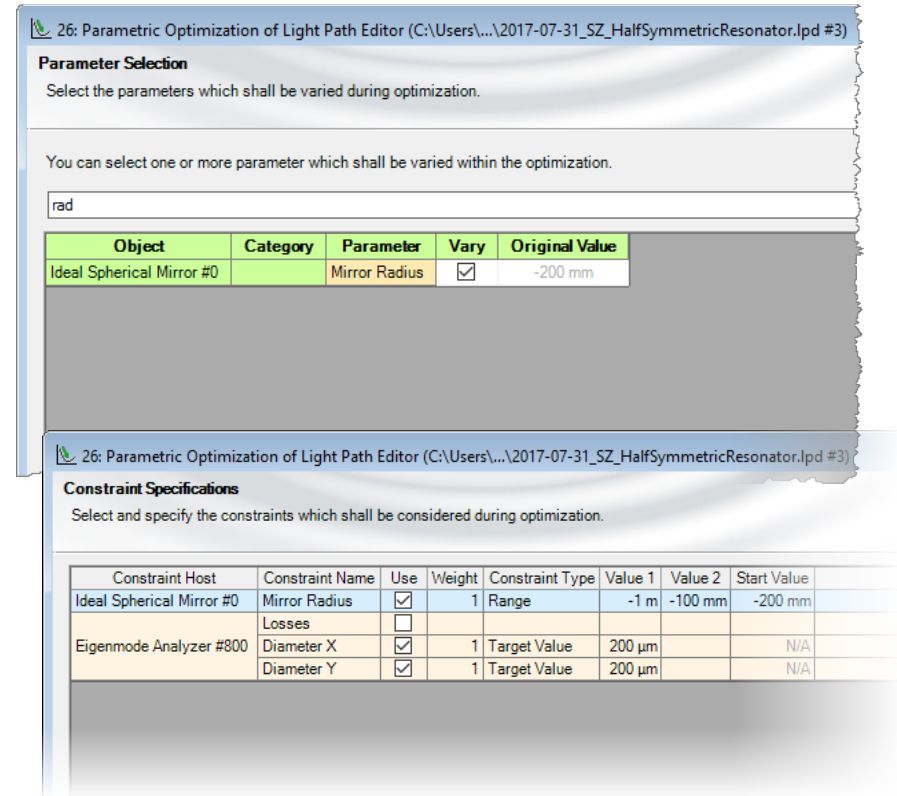 26: Parametric Optimization of Light Path Editor (C:\Users\...\2017-07-31_SZ_HalfSymmetricResonator.lpd #3)
Parameter Selection
Select the parameters which shall be varied during optimization.
You can select one or more parameter which shall be varied within the optimization.
rad
Object Category Parameter Vary Original Value
Ideal Spherical Mirror #0 Mirror Radius -200 mm
26: Parametric Optimization of Light Path Editor (C:\Users\...\2017-07-31_SZ_HalfSymmetricResonator.lpd #3)
Constraint Specifications
Select and specify the constraints which shall be considered during optimization.
Constraint Host Constraint Name Use Weight Constraint Type Value 1 Value 2 Start Value
Ideal Spherical Mirror #0 Mirror Radius 1 Range -1 m -100 mm -200 mm
Losses
Eigenmode Analyzer #800 Diameter X 1 Target Value 200 µm N/A
Diameter Y 1 Target Value 200 µm N/A